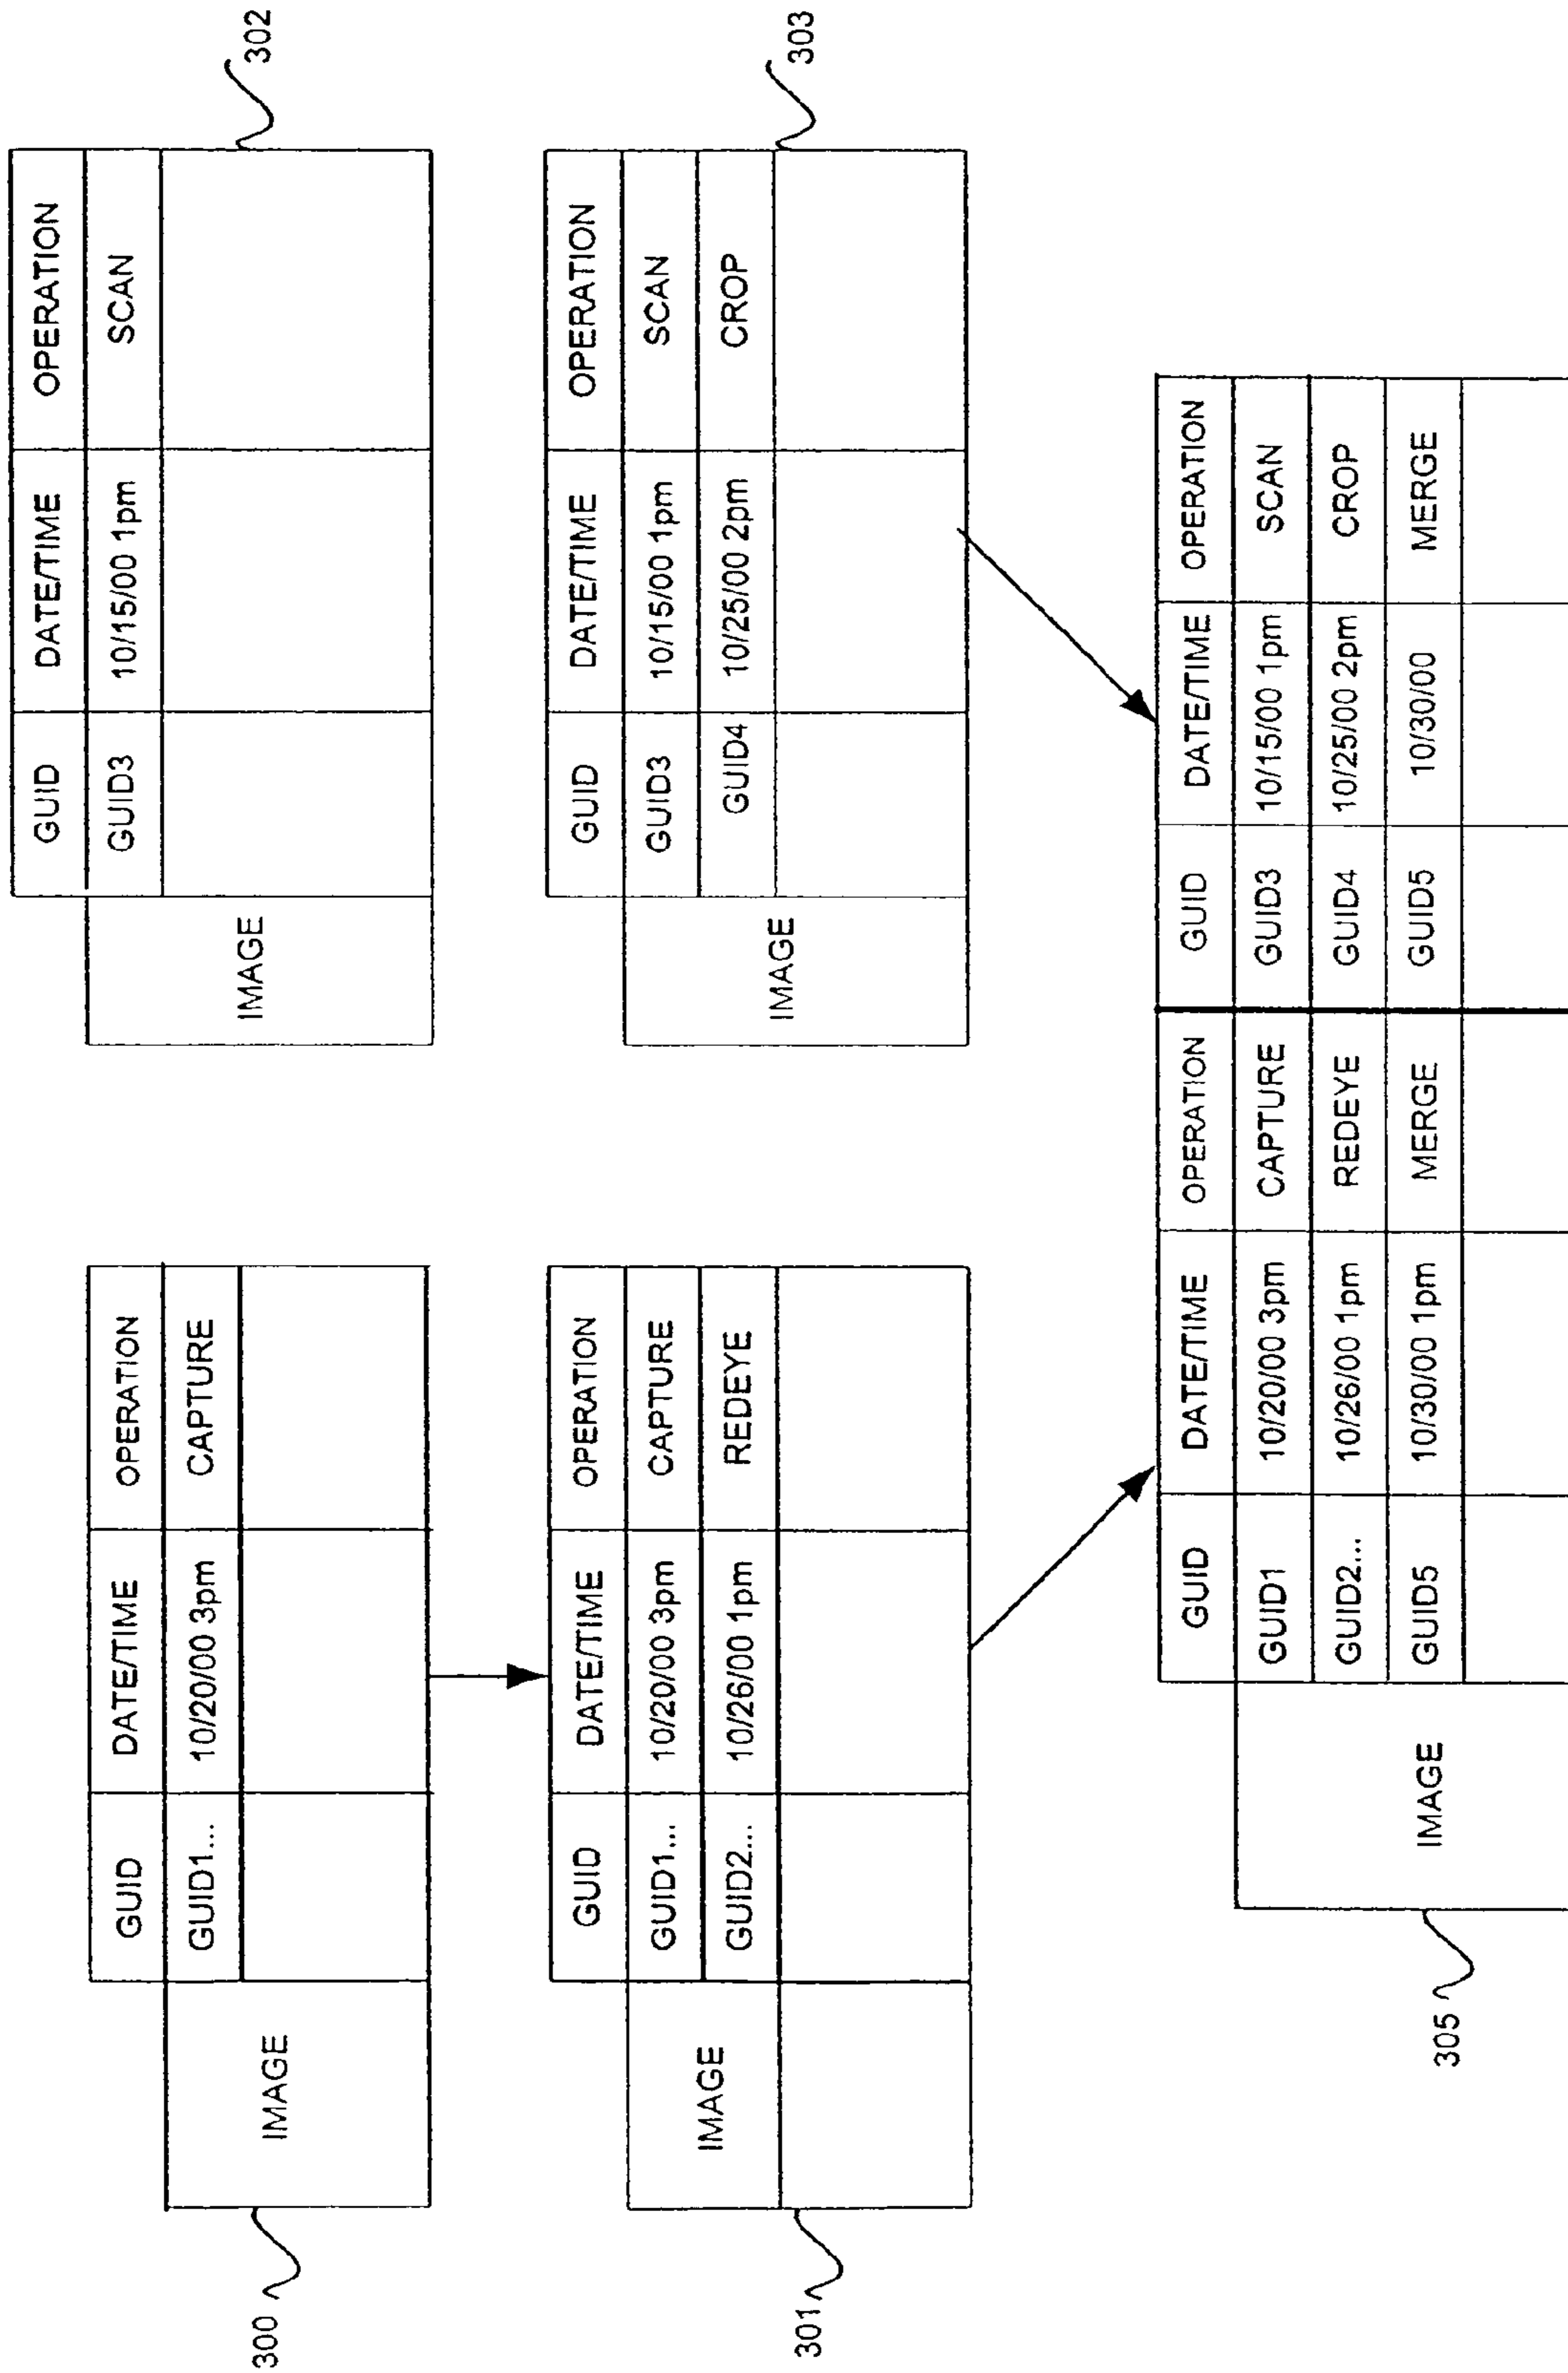 GUID DATE/TIME OPERATION
GUID1... 10/20/00 3pm CAPTURE
IMAGE
300
GUID DATE/TIME OPERATION
GUID3 10/15/00 1pm SCAN
IMAGE
302
GUID DATE/TIME OPERATION
GUID1... 10/20/00 3pm CAPTURE
GUID2... 10/26/00 1pm REDEYE
IMAGE
301
GUID DATE/TIME OPERATION
GUID3 10/15/00 1pm SCAN
GUID4 10/25/00 2pm CROP
IMAGE
303
GUID DATE/TIME OPERATION GUID DATE/TIME OPERATION
GUID1 10/20/00 3pm CAPTURE GUID3 10/15/00 1pm SCAN
GUID2... 10/26/00 1pm REDEYE GUID4 10/25/00 2pm CROP
GUID5 10/30/00 1pm MERGE GUID5 10/30/00 MERGE
IMAGE
305